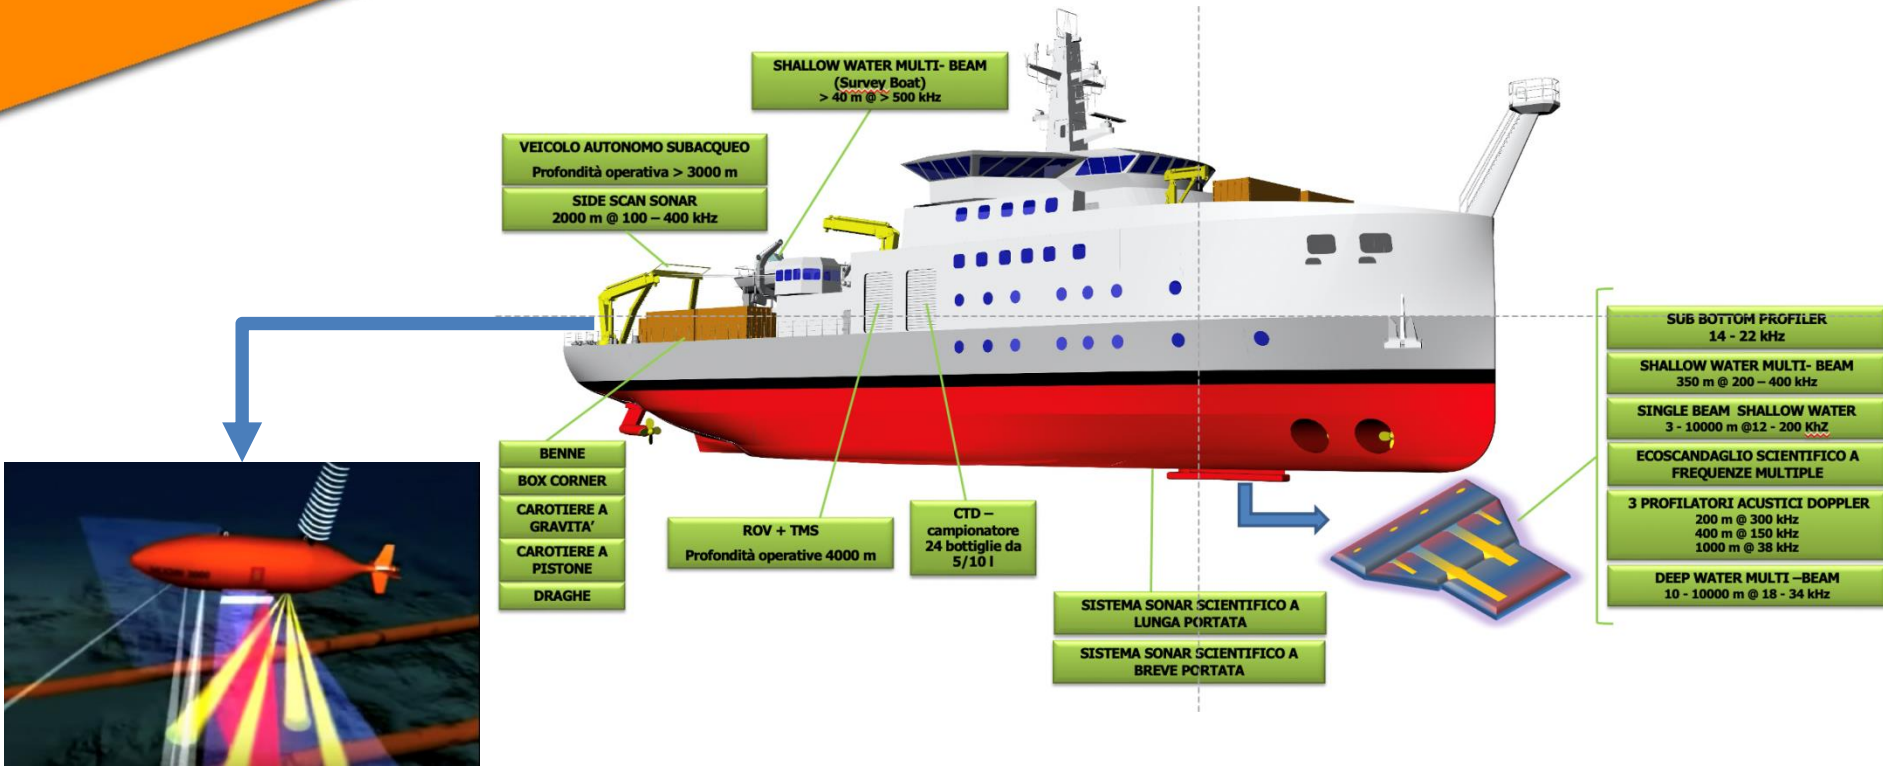 SHALLOW WATER MULTI- BEAM
(Survey Boat)
> 40 m @ > 500 kHz
VEICOLO AUTONOMO SUBACQUEO
Profondità operativa > 3000 m
SIDE SCAN SONAR
2000 m @ 100 – 400 kHz
SUB BOTTOM PROFILER
14 - 22 kHz
SHALLOW WATER MULTI- BEAM
350 m @ 200 – 400 kHz
SINGLE BEAM SHALLOW WATER
3 - 10000 m @12 - 200 KhZ
ECOSCANDAGLIO SCIENTIFICO A
FREQUENZE MULTIPLE
3 PROFILATORI ACUSTICI DOPPLER
200 m @ 300 kHz
400 m @ 150 kHz
1000 m @ 38 kHz
DEEP WATER MULTI –BEAM
10 - 10000 m @ 18 - 34 kHz
BENNE
BOX CORNER
CAROTIERE A
GRAVITA’
CAROTIERE A
PISTONE
DRAGHE
ROV + TMS
Profondità operative 4000 m
CTD –
campionatore
24 bottiglie da
5/10 l
SISTEMA SONAR SCIENTIFICO A
LUNGA PORTATA
SISTEMA SONAR SCIENTIFICO A
BREVE PORTATA